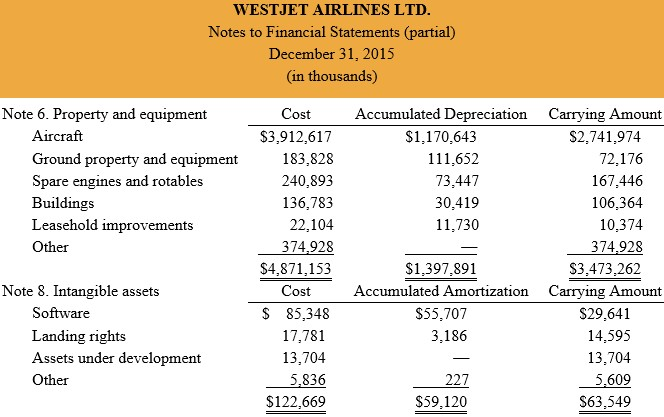 WESTJET AIRLINES LTD.
Notes to Financial Statements (partial)
December 31, 2015
(in thousands)
Note 6. Property and equipment Cost Accumulated Depreciation Carrying Amount
Aircraft $3,912,617 $1,170,643 $2,741,974
Ground property and equipment 183,828 111,652 72,176
Spare engines and rotables 240,893 73,447 167,446
Buildings 136,783 30,419 106,364
Leasehold improvements 22,104 11,730 10,374
Other 374,928 — 374,928
$4,871,153 $1,397,891 $3,473,262
Note 8. Intangible assets Cost Accumulated Amortization Carrying Amount
Software $ 85,348 $55,707 $29,641
Landing rights 17,781 3,186 14,595
Assets under development 13,704 — 13,704
Other 5,836 227 5,609
$122,669 $59,120 $63,549